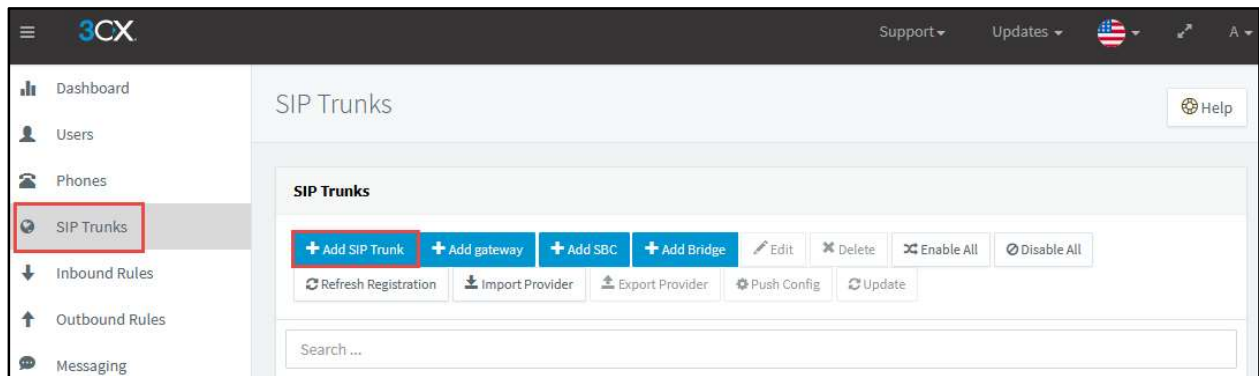 3CX
Support
Updates
A
Dashboard
Users
Phones
SIP Trunks
Inbound Rules
Outbound Rules
Messaging
SIP Trunks
Help
SIP Trunks
+ Add SIP Trunk + Add gateway + Add SBC + Add Bridge Edit Delete Enable All Disable All
Refresh Registration Import Provider Export Provider Push Config Update
Search ...